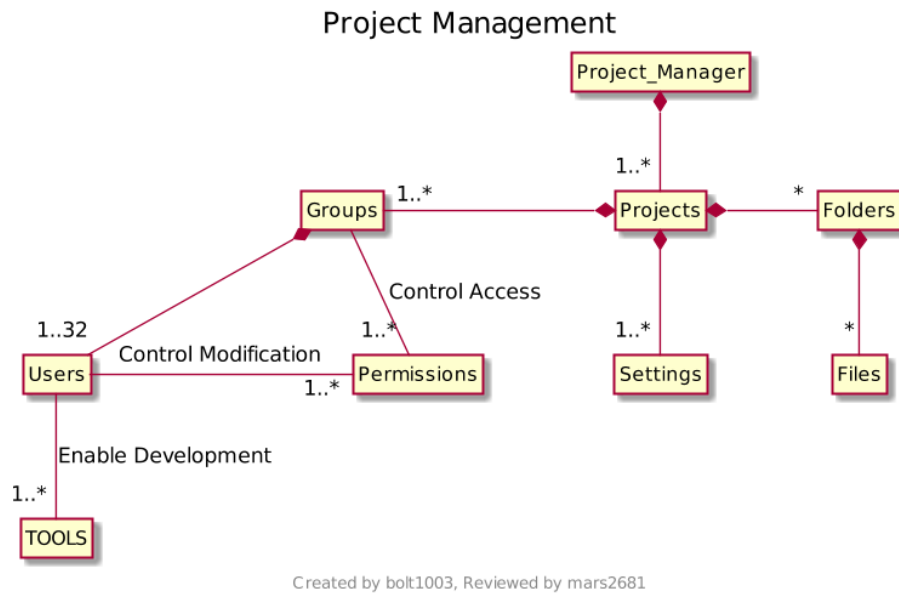 Project Management
Project_Manager
1..*
Groups
1..*
Projects
*
Folders
Control Access
1..32
1..*
1..*
*
Users
Control Modification
1..*
Permissions
Settings
Files
Enable Development
1..*
TOOLS
Created by bolt1003, Reviewed by mars2681